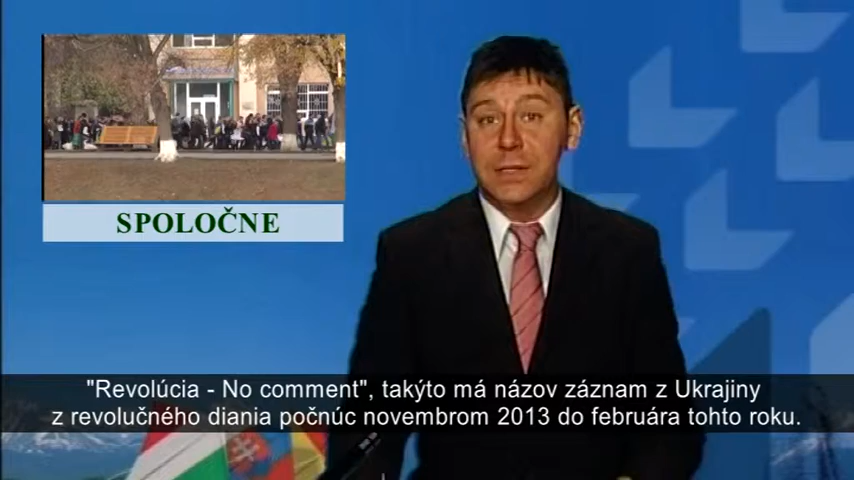 SPOLOČNE
"Revolúcia - No comment", takýto má názov záznam z Ukrajiny
z revolučného diania počnúc novembrom 2013 do februára tohto roku.